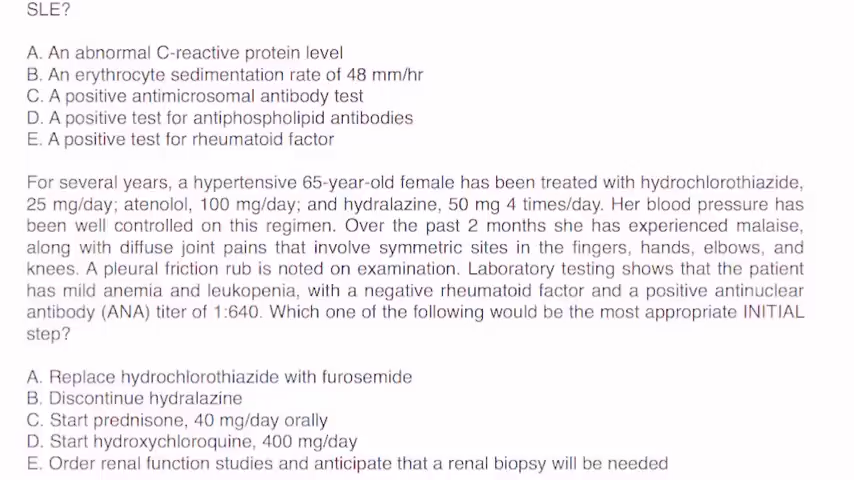 SLE?
A. An abnormal C-reactive protein level
B. An erythrocyte sedimentation rate of 48 mm/hr
C. A positive antimicrosomal antibody test
D. A positive test for antiphospholipid antibodies
E. A positive test for rheumatoid factor
For several years, a hypertensive 65-year-old female has been treated with hydrochlorothiazide,
25 mg/day; atenolol, 100 mg/day; and hydralazine, 50 mg 4 times/day. Her blood pressure has
been well controlled on this regimen. Over the past 2 months she has experienced malaise,
along with diffuse joint pains that involve symmetric sites in the fingers, hands, elbows, and
knees. A pleural friction rub is noted on examination. Laboratory testing shows that the patient
has mild anemia and leukopenia, with a negative rheumatoid factor and a positive antinuclear
antibody (ANA) titer of 1:640. Which one of the following would be the most appropriate INITIAL
step?
A. Replace hydrochlorothiazide with furosemide
B. Discontinue hydralazine
C. Start prednisone, 40 mg/day orally
D. Start hydroxychloroquine, 400 mg/day
E. Order renal function studies and anticipate that a renal biopsy will be needed